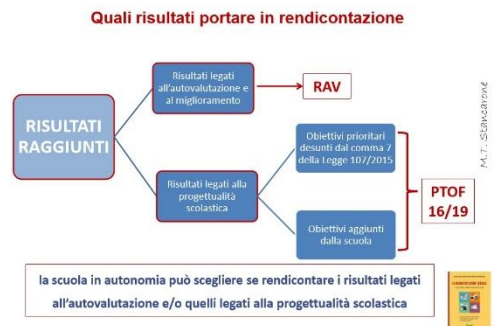 Quali risultati portare in rendicontazione
Risultati legati
all'autovalutazione e
al miglioramento
RAV
RISULTATI
RAGGIUNTI
Obiettivi prioritari
desunti dal comma 7
della Legge 107/2015
Risultati legati alla
progettualità
scolastica
Obiettivi aggiunti
dalla scuola
PTOF
16/19
M.T. Stancarone
la scuola in autonomia può scegliere se rendicontare i risultati legati
all'autovalutazione e/o quelli legati alla progettualità scolastica